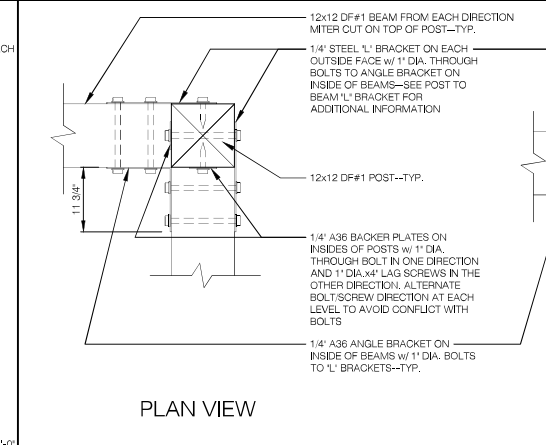 12x12 DF#1 BEAM FROM EACH DIRECTION
MITER CUT ON TOP OF POST--TYP.
CH
1/4" STEEL "L" BRACKET ON EACH
OUTSIDE FACE w/ 1" DIA. THROUGH
BOLTS TO ANGLE BRACKET ON
INSIDE OF BEAMS--SEE POST TO
BEAM "L" BRACKET FOR
ADDITIONAL INFORMATION
12x12 DF#1 POST--TYP.
11 3/4"
1/4" A36 BACKER PLATES ON
INSIDES OF POSTS w/ 1" DIA.
THROUGH BOLT IN ONE DIRECTION
AND 1" DIA.x4" LAG SCREWS IN THE
OTHER DIRECTION. ALTERNATE
BOLT/SCREW DIRECTION AT EACH
LEVEL TO AVOID CONFLICT WITH
BOLTS
1/4" A36 ANGLE BRACKET ON
INSIDE OF BEAMS w/ 1" DIA. BOLTS
TO "L" BRACKETS--TYP.
PLAN VIEW
'-0"